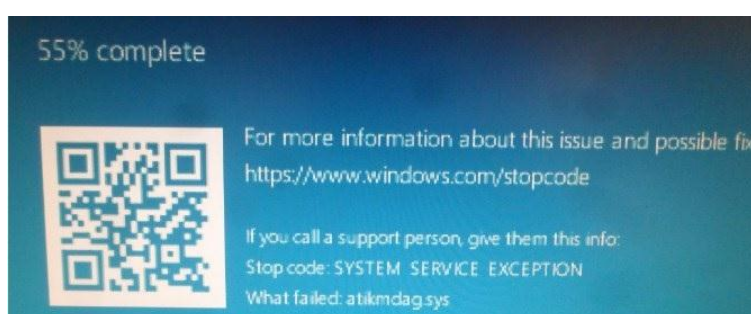 55% complete
For more information about this issue and possible
https://www.windows.com/stopcode
If you call a support person, give them this info:
Stop code: SYSTEM SERVICE EXCEPTION
What failed: atikmdag.sys